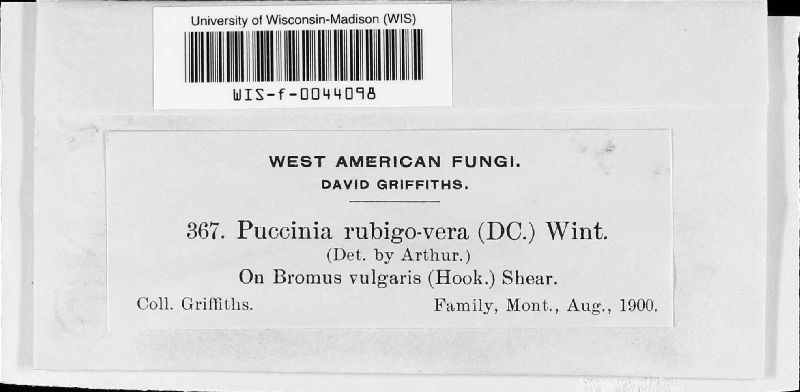 University of Wisconsin-Madison (WIS)
WIS-f-0044098
WEST AMERICAN FUNGI.
DAVID GRIFFITHS.
367. Puccinia rubigo-vera (DC.) Wint.
(Det. by Arthur.)
On Bromus vulgaris (Hook.) Shear.
Coll. Griffiths. Family, Mont., Aug., 1900.